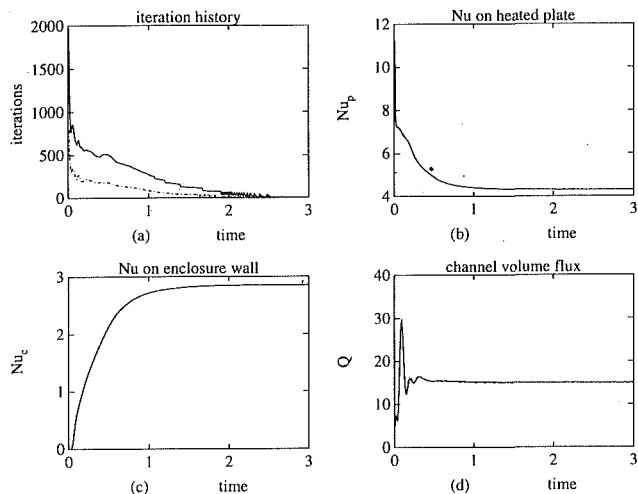 iteration history
2000
1500
1000
500
0
iterations
0 1 2 3
(a) time
Nu on heated plate
12
10
8
6
4
Nu_p
0 1 2 3
(b) time
Nu on enclosure wall
3
2
1
0
Nu_c
0 1 2 3
(c) time
channel volume flux
40
30
20
10
0
Q
0 1 2 3
(d) time